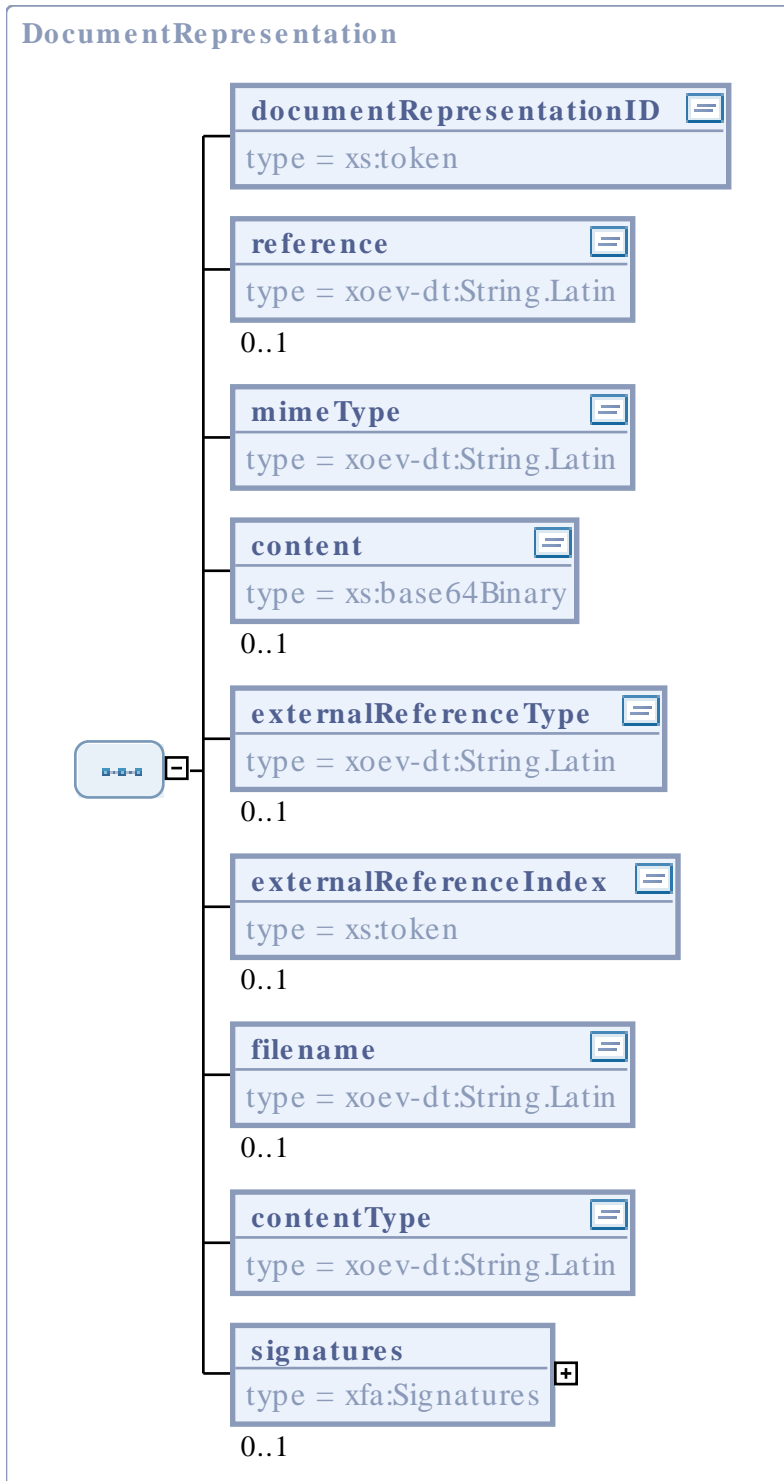 DocumentRepresentation
documentRepresentationID
type = xs:token
reference
type = xoev-dt:String.Latin
0..1
mimeType
type = xoev-dt:String.Latin
content
type = xs:base64Binary
0..1
externalReferenceType
type = xoev-dt:String.Latin
0..1
externalReferenceIndex
type = xs:token
0..1
filename
type = xoev-dt:String.Latin
0..1
contentType
type = xoev-dt:String.Latin
signatures
type = xfa:Signatures
0..1